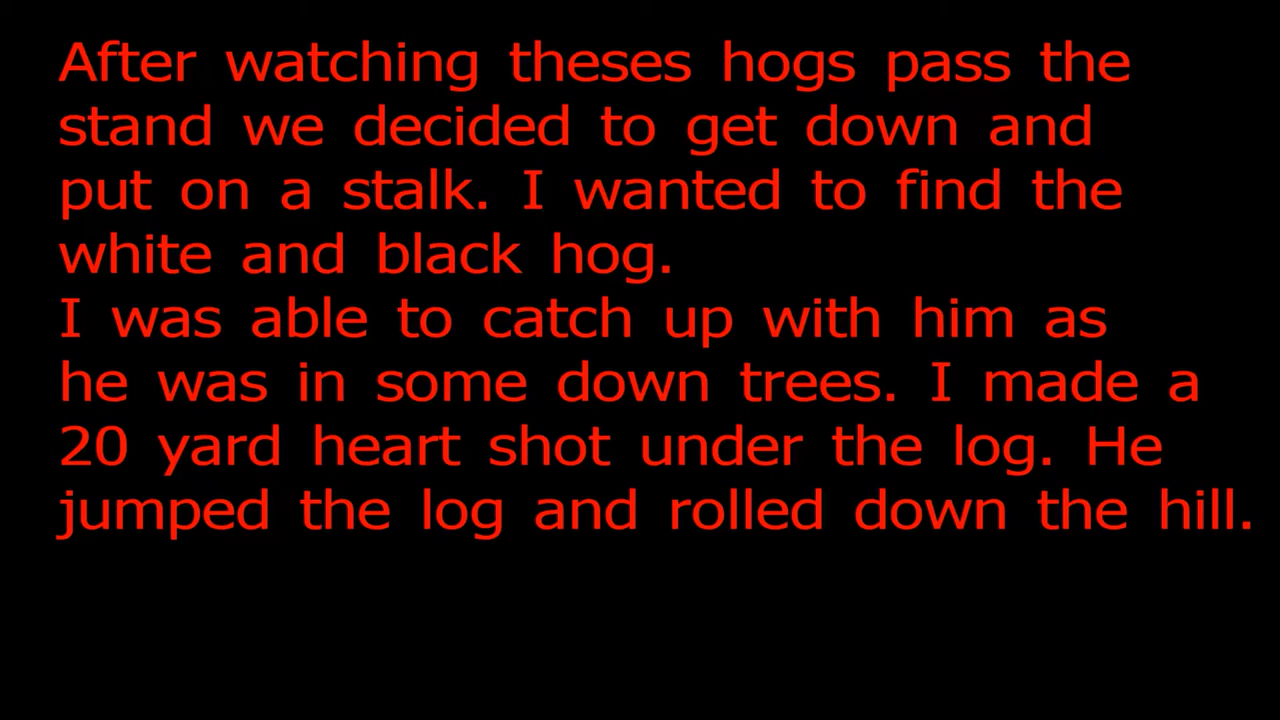 After watching theses hogs pass the
stand we decided to get down and
put on a stalk. I wanted to find the
white and black hog.
I was able to catch up with him as
he was in some down trees. I made a
20 yard heart shot under the log. He
jumped the log and rolled down the hill.